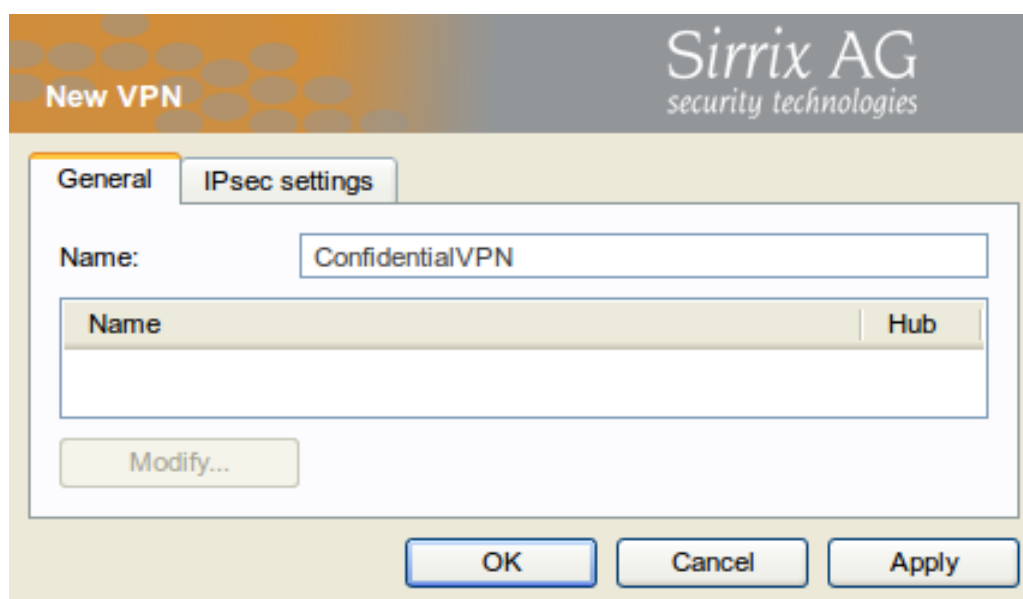 Sirrix AG
security technologies
New VPN
General
IPsec settings
Name:
ConfidentialVPN
Name
Hub
Modify...
OK
Cancel
Apply